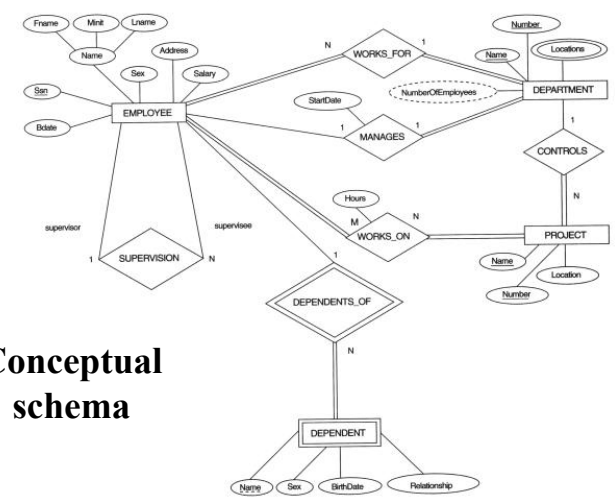 Fname
Minit
Lname
Name
Address
Sex
Salary
Ssn
Bdate
EMPLOYEE
N
WORKS_FOR
1
Number
Name
Locations
NumberOfEmployees
DEPARTMENT
StartDate
1
MANAGES
1
1
CONTROLS
N
supervisor
supervisee
1
SUPERVISION
N
Hours
M
N
WORKS_ON
PROJECT
Name
Location
Number
1
DEPENDENTS_OF
N
Conceptual
schema
DEPENDENT
Name
Sex
BirthDate
Relationship